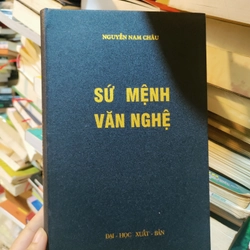 NGUYỄN NAM CHÂU
SỨ MỆNH
VĂN NGHỆ
ĐẠI - HỌC XUẤT - BẢN